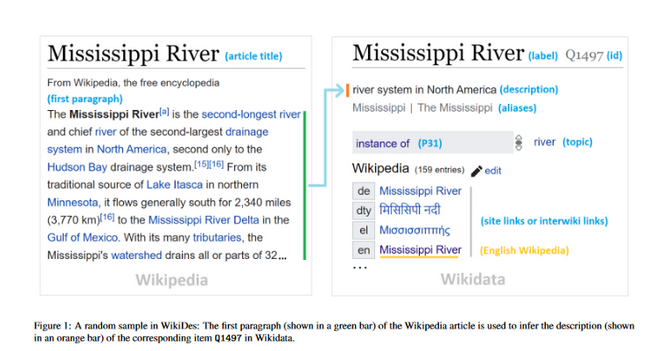 Mississippi River (article title)
From Wikipedia, the free encyclopedia
(first paragraph)
The Mississippi River[a] is the second-longest river
and chief river of the second-largest drainage
system in North America, second only to the
Hudson Bay drainage system.[15][16] From its
traditional source of Lake Itasca in northern
Minnesota, it flows generally south for 2,340 miles
(3,770 km)[16] to the Mississippi River Delta in the
Gulf of Mexico. With its many tributaries, the
Mississippi's watershed drains all or parts of 32...
Wikipedia
Mississippi River (label) Q1497 (id)
river system in North America (description)
Mississippi | The Mississippi (aliases)
instance of (P31) river (topic)
Wikipedia (159 entries) edit
de Mississippi River
dty मिसिसिपी नदी
el Μισσισσιππής
(site links or interwiki links)
en Mississippi River (English Wikipedia)
...
Wikidata
Figure 1: A random sample in WikiDes: The first paragraph (shown in a green bar) of the Wikipedia article is used to infer the description (shown
in an orange bar) of the corresponding item Q1497 in Wikidata.